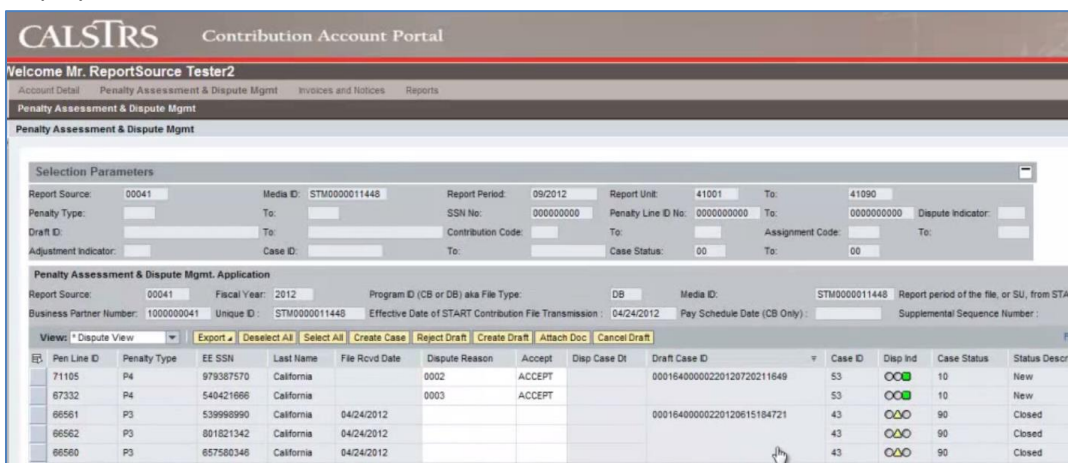 CALSTRS Contribution Account Portal
Welcome Mr. ReportSource Tester2
Account Detail Penalty Assessment & Dispute Mgmt Invoices and Notices Reports
Penalty Assessment & Dispute Mgmt
Penalty Assessment & Dispute Mgmt
Selection Parameters
Report Source: 00041 Media ID: STM0000011448 Report Period: 09/2012 Report Unit: 41001 To: 41090
Penalty Type: To: SSN No: 000000000 Penalty Line ID No: 0000000000 To: 0000000000 Dispute Indicator:
Draft ID: To: Contribution Code: To: Assignment Code: To:
Adjustment Indicator: Case ID: To: Case Status: 00 To: 00
Penalty Assessment & Dispute Mgmt. Application
Report Source: 00041 Fiscal Year: 2012 Program ID (CB or DB) aka File Type: DB Media ID: STM0000011448 Report period of the file, or SU, from STA
Business Partner Number: 1000000041 Unique ID : STM0000011448 Effective Date of START Contribution File Transmission : 04/24/2012 Pay Schedule Date (CB Only) : Supplemental Sequence Number :
View: * Dispute View Export Deselect All Select All Create Case Reject Draft Create Draft Attach Doc Cancel Draft
Pen Line ID Penalty Type EE SSN Last Name File Rcvd Date Dispute Reason Accept Disp Case Dt Draft Case ID Case ID Disp Ind Case Status Status Descr
71105 P4 979387570 California 0002 ACCEPT 00016400000220120720211649 53 10 New
67332 P4 540421666 California 0003 ACCEPT 53 10 New
66561 P3 539998990 California 04/24/2012 00016400000220120615184721 43 90 Closed
66562 P3 801821342 California 04/24/2012 43 90 Closed
66560 P3 657580346 California 04/24/2012 43 90 Closed